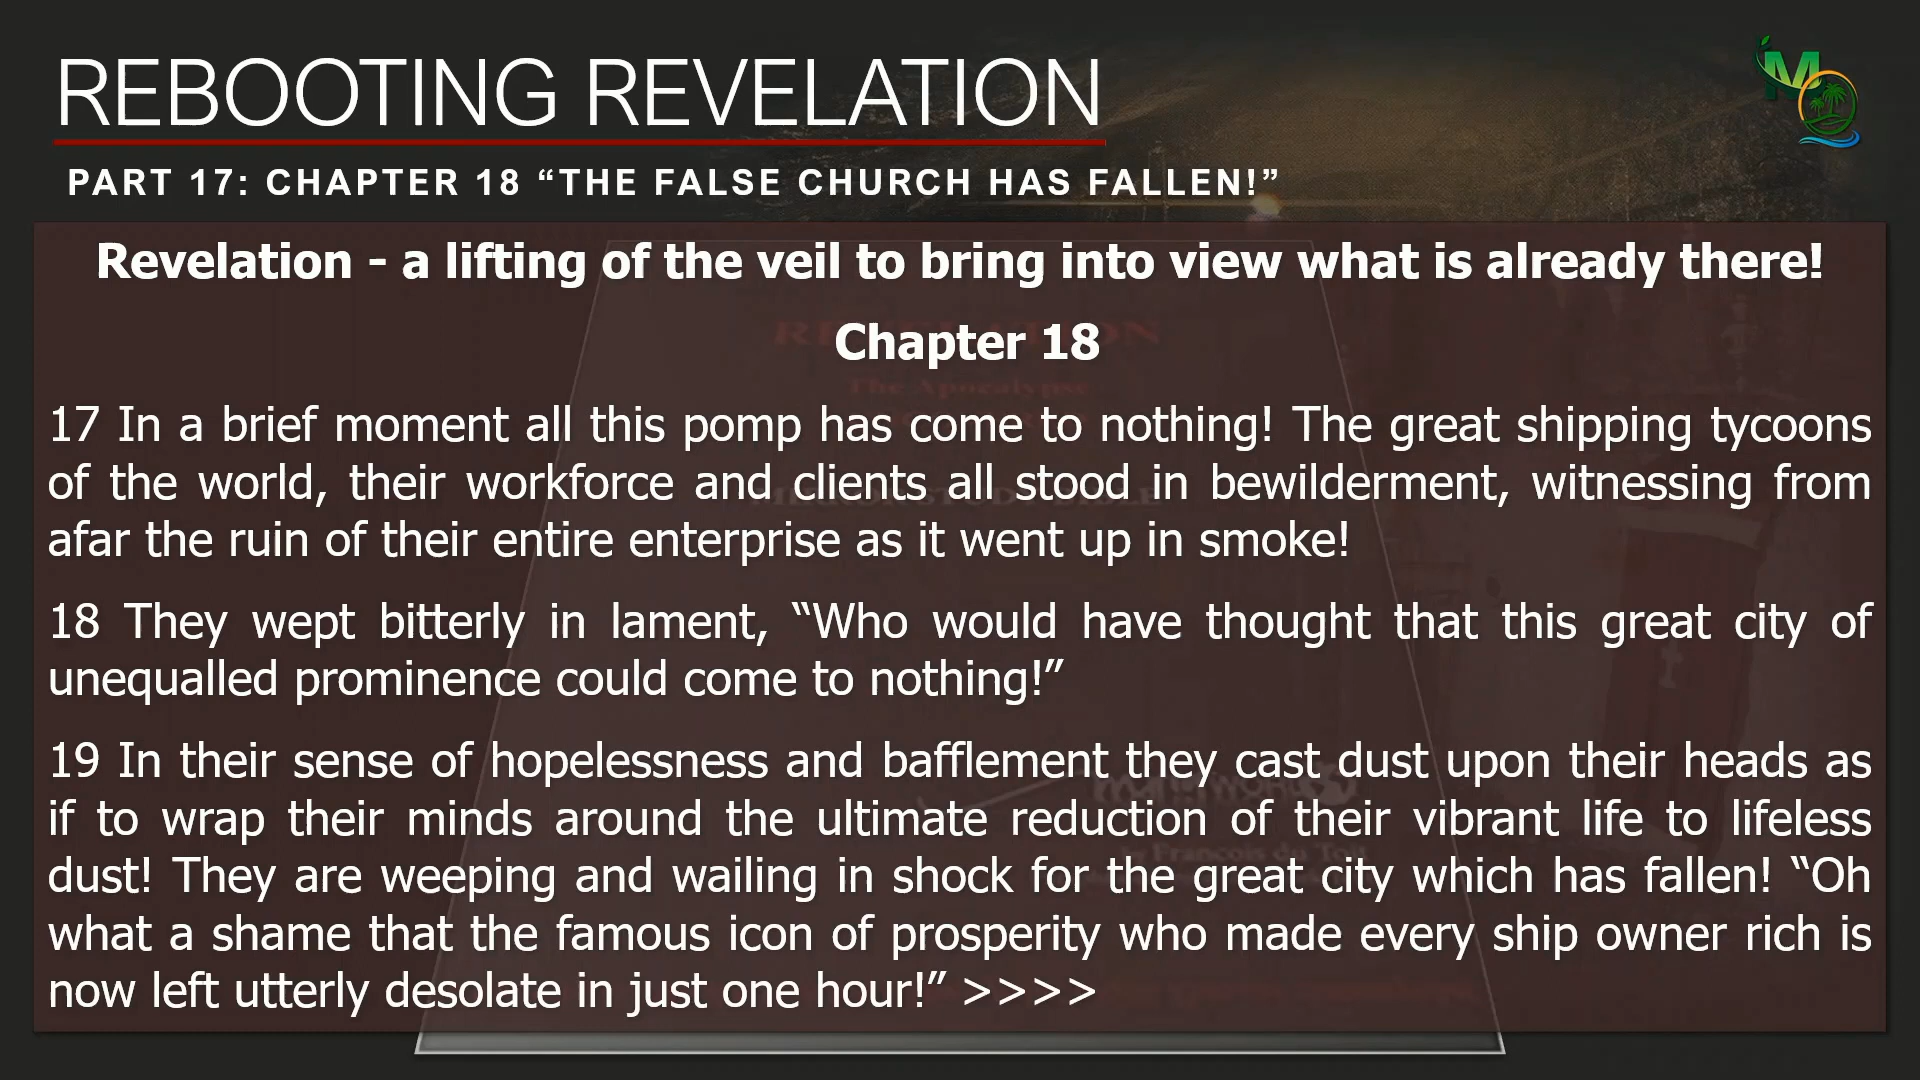 REBOOTING REVELATION
M
PART 17: CHAPTER 18 “THE FALSE CHURCH HAS FALLEN!”
Revelation - a lifting of the veil to bring into view what is already there!
Chapter 18
17 In a brief moment all this pomp has come to nothing! The great shipping tycoons
of the world, their workforce and clients all stood in bewilderment, witnessing from
afar the ruin of their entire enterprise as it went up in smoke!
18 They wept bitterly in lament, “Who would have thought that this great city of
unequalled prominence could come to nothing!”
19 In their sense of hopelessness and bafflement they cast dust upon their heads as
if to wrap their minds around the ultimate reduction of their vibrant life to lifeless
dust! They are weeping and wailing in shock for the great city which has fallen! “Oh
what a shame that the famous icon of prosperity who made every ship owner rich is
now left utterly desolate in just one hour!” >>>>
The Apocalypse
by Francois du Toit